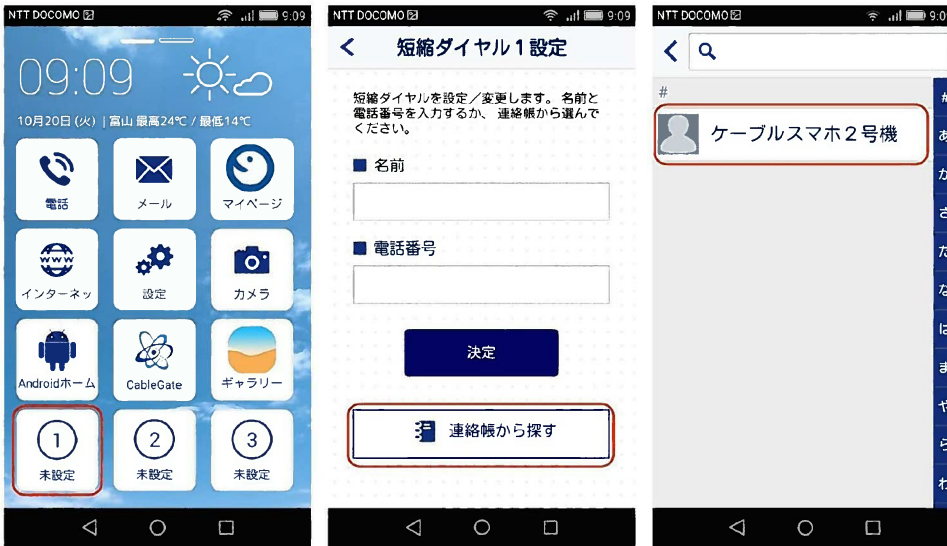 NTT DOCOMO
9:09
09:09
10月20日 (火) | 富山 最高24℃ / 最低14℃
電話
メール
マイページ
インターネッ
設定
カメラ
Androidホーム
CableGate
ギャラリー
1
未設定
2
未設定
3
未設定
NTT DOCOMO
9:09
短縮ダイヤル1設定
短縮ダイヤルを設定／変更します。 名前と
電話番号を入力するか、 連絡帳から選んで
ください。
■ 名前
■ 電話番号
決定
連絡帳から探す
NTT DOCOMO
#
ケーブルスマホ2号機
#
あ
か
さ
た
な
は
ま
や
ら
わ